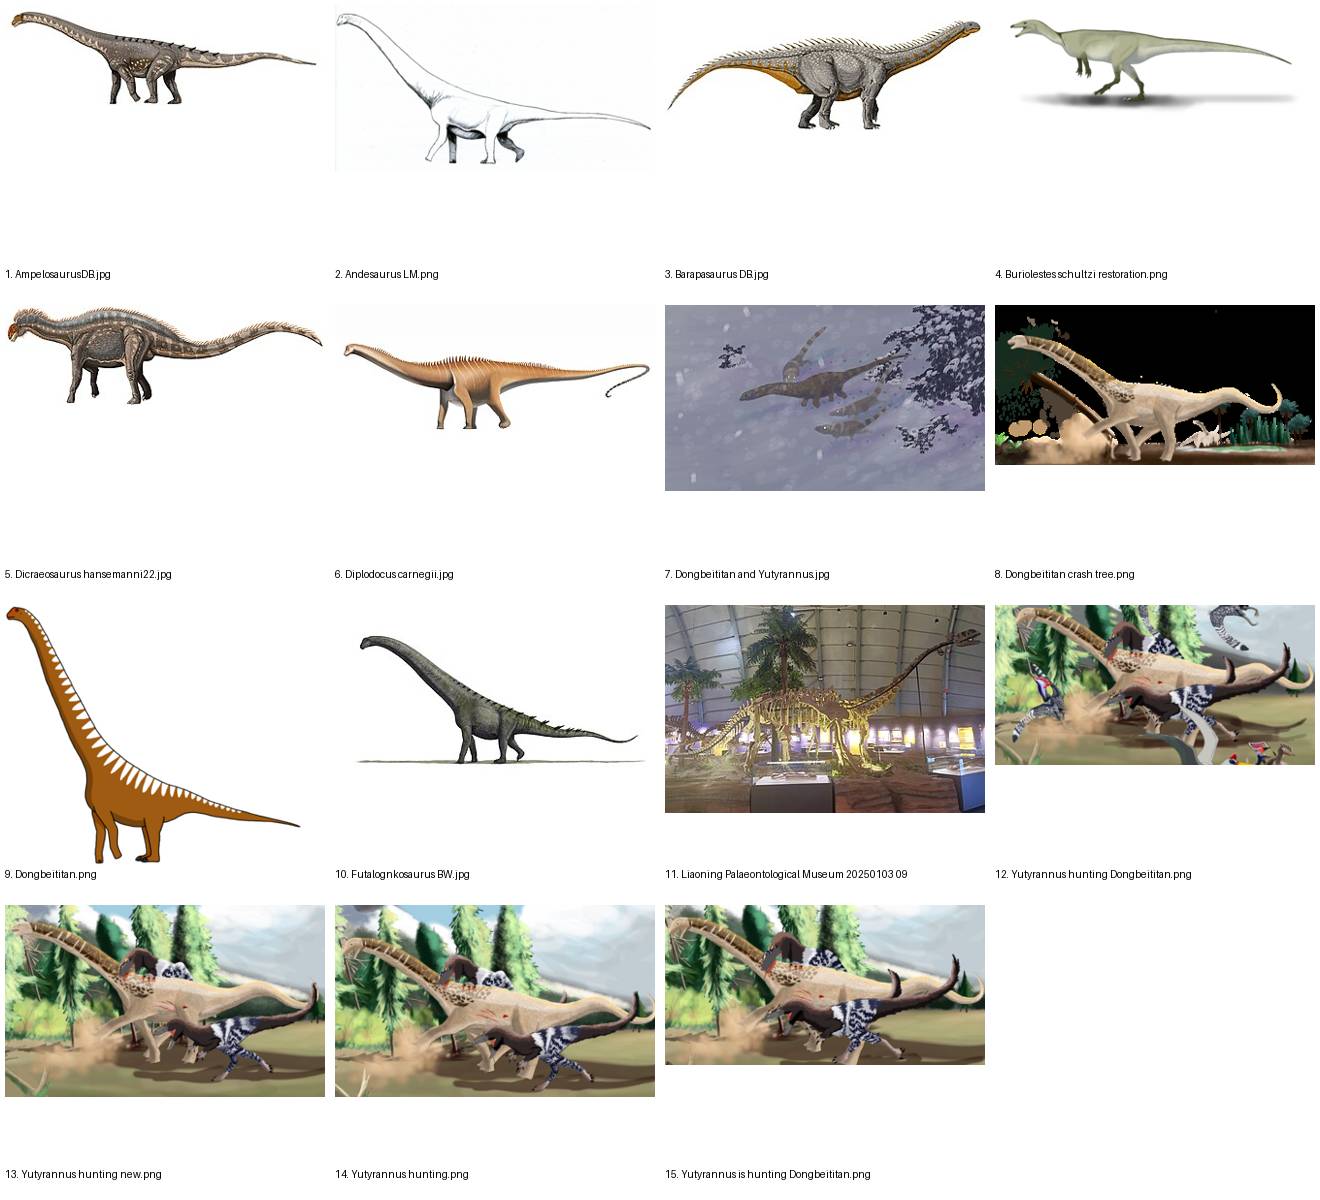 1. AmpelosaurusDB.jpg
2. Andesaurus LM.png
3. Barapasaurus DB.jpg
4. Buriolestes schultzi restoration.png
5. Dicraeosaurus hansemanni22.jpg
6. Diplodocus carnegii.jpg
7. Dongbeititan and Yutyrannus.jpg
8. Dongbeititan crash tree.png
9. Dongbeititan.png
10. Futalognkosaurus BW.jpg
11. Liaoning Palaeontological Museum 20250103 09
12. Yutyrannus hunting Dongbeititan.png
13. Yutyrannus hunting new.png
14. Yutyrannus hunting.png
15. Yutyrannus is hunting Dongbeititan.png